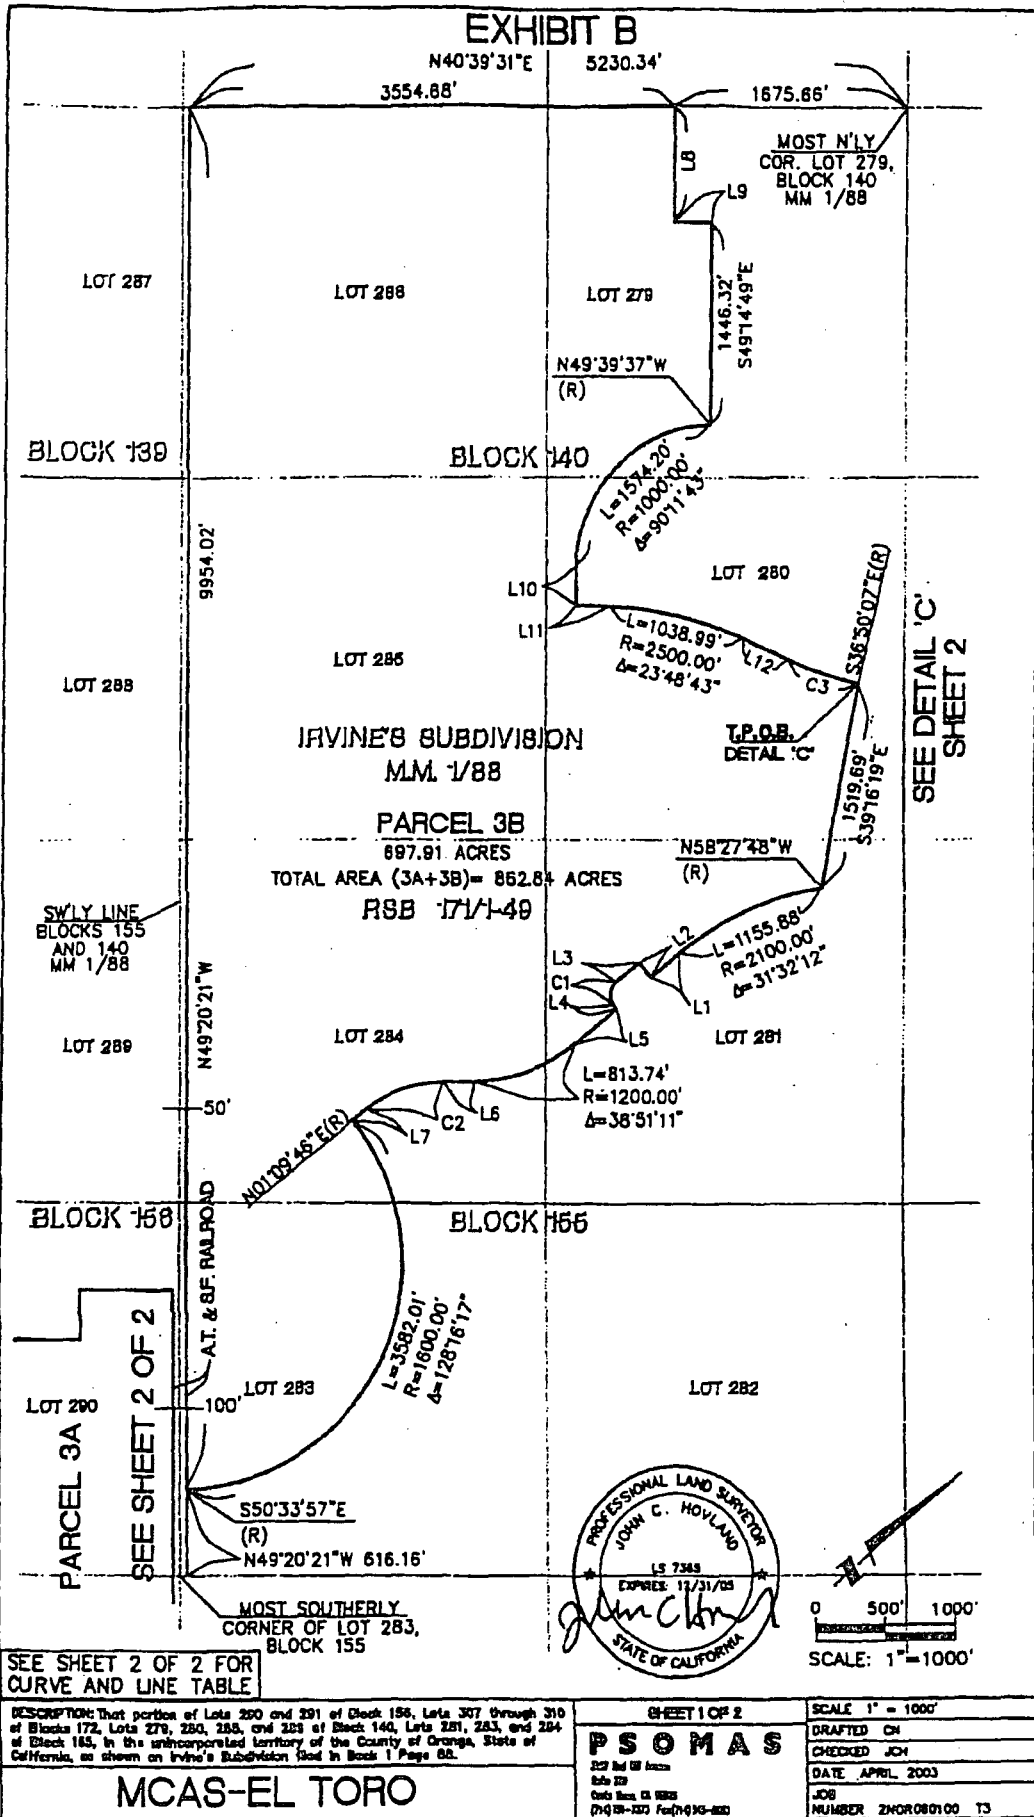 EXHIBIT B
N40°39'31"E 5230.34'
3554.68' 1675.66'
MOST N'LY
COR. LOT 279,
BLOCK 140
MM 1/88
L8
L9
LOT 287
LOT 286
LOT 279
1446.32'
S49°14'49"E
N49°39'37"W
(R)
BLOCK 139
BLOCK 140
L=1574.20'
R=1000.00'
Δ=90°11'43"
9954.02'
LOT 280
L10
L11
L=1038.99'
R=2500.00'
Δ=23°48'43"
L12
C3
S36°50'07"E(R)
SEE DETAIL 'C'
SHEET 2
LOT 288
LOT 285
IRVINE'S SUBDIVISION
M.M. 1/88
T.P.O.B.
DETAIL 'C'
1519.69'
S39°16'19"E
PARCEL 3B
697.91 ACRES
TOTAL AREA (3A+3B)= 862.84 ACRES
RSB 171/1-49
N58°27'48"W
(R)
SW'LY LINE
BLOCKS 155
AND 140
MM 1/88
L2
L3
C1
L4
L=1155.88'
R=2100.00'
Δ=31°32'12"
L1
N49°20'21"W
LOT 289
LOT 284
L5
LOT 281
L=813.74'
R=1200.00'
Δ=38°51'11"
50'
L6
C2
L7
N01°09'46"E(R)
BLOCK 156
BLOCK 155
A.T. & S.F. RAILROAD
L=3582.01'
R=1600.00'
Δ=128°16'17"
LOT 283
LOT 282
LOT 290
100'
PARCEL 3A
SEE SHEET 2 OF 2
S50°33'57"E
(R)
N49°20'21"W 616.16'
MOST SOUTHERLY
CORNER OF LOT 283,
BLOCK 155
PROFESSIONAL LAND SURVEYOR
JOHN C. HOVLAND
LS 7365
EXPIRES: 12/31/05
STATE OF CALIFORNIA
0 500' 1000'
SCALE: 1"=1000'
SEE SHEET 2 OF 2 FOR
CURVE AND LINE TABLE
DESCRIPTION: That portion of Lots 290 and 291 of Block 156, Lots 307 through 310
of Blocks 172, Lots 279, 280, 285, and 286 of Block 140, Lots 281, 283, and 284
of Block 155, in the unincorporated territory of the County of Orange, State of
California, as shown on Irvine's Subdivision filed in Book 1 Page 88.
MCAS-EL TORO
SHEET 1 OF 2
PSOMAS
SCALE 1" = 1000'
DRAFTED CN
CHECKED JCH
DATE APRIL 2003
JOB
NUMBER 2NOR080100 T3